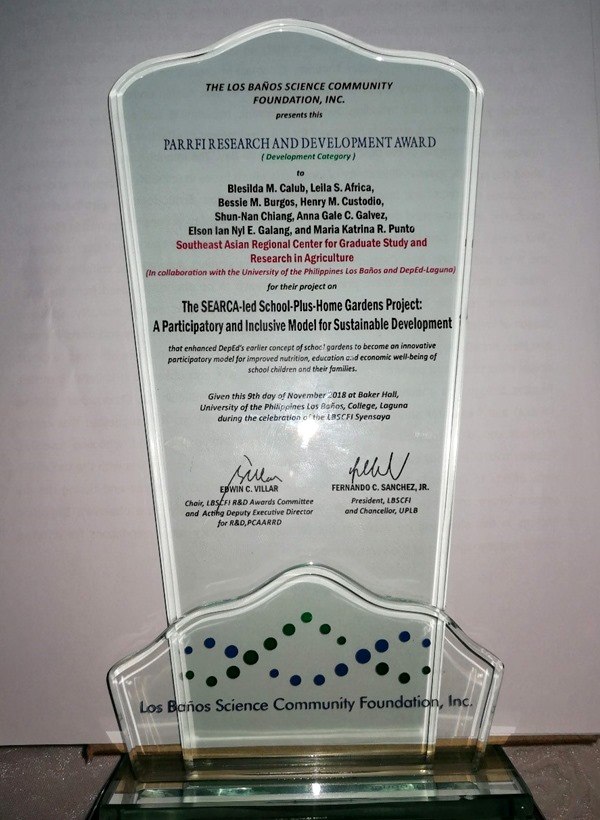 THE LOS BAÑOS SCIENCE COMMUNITY
FOUNDATION, INC.
presents this
PARRFI RESEARCH AND DEVELOPMENT AWARD
( Development Category )
to
Blesilda M. Calub, Leila S. Africa,
Bessie M. Burgos, Henry M. Custodio,
Shun-Nan Chiang, Anna Gale C. Galvez,
Elson Ian Nyl E. Galang, and Maria Katrina R. Punto
Southeast Asian Regional Center for Graduate Study and
Research in Agriculture
(In collaboration with the University of the Philippines Los Baños and DepEd-Laguna)
for their project on
The SEARCA-led School-Plus-Home Gardens Project:
A Participatory and Inclusive Model for Sustainable Development
that enhanced DepEd's earlier concept of school gardens to become an innovative
participatory model for improved nutrition, education and economic well-being of
school children and their families.
Given this 9th day of November 2018 at Baker Hall,
University of the Philippines Los Baños, College, Laguna
during the celebration of the LBSCFI Syensaya
EDWIN C. VILLAR
Chair, LBSCFI R&D Awards Committee
and Acting Deputy Executive Director
for R&D,PCAARRD
FERNANDO C. SANCHEZ, JR.
President, LBSCFI
and Chancellor, UPLB
Los Baños Science Community Foundation, Inc.